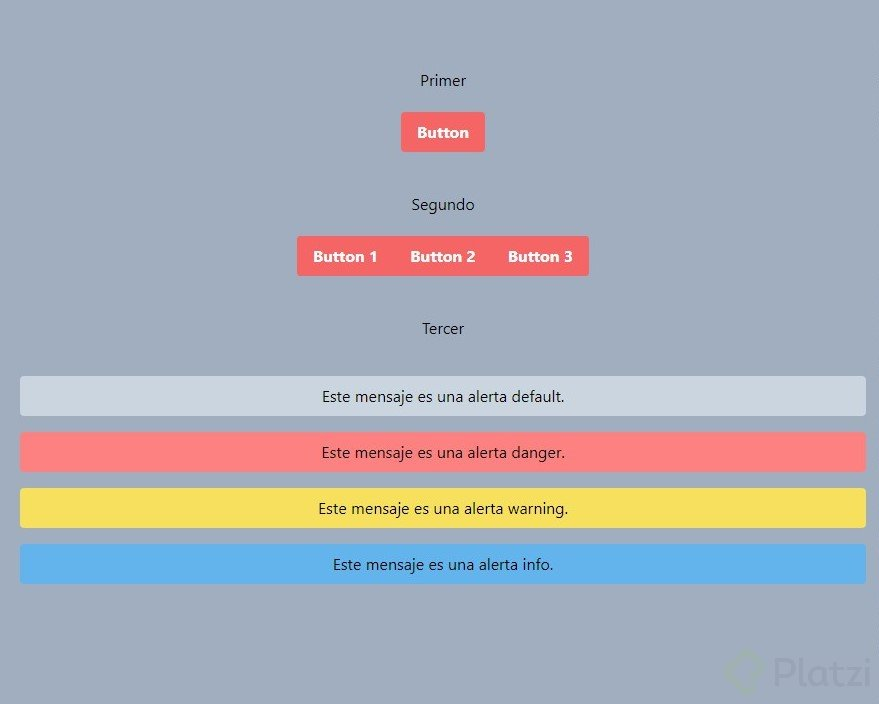 Primer
Button
Segundo
Button 1 Button 2 Button 3
Tercer
Este mensaje es una alerta default.
Este mensaje es una alerta danger.
Este mensaje es una alerta warning.
Este mensaje es una alerta info.
Platzi